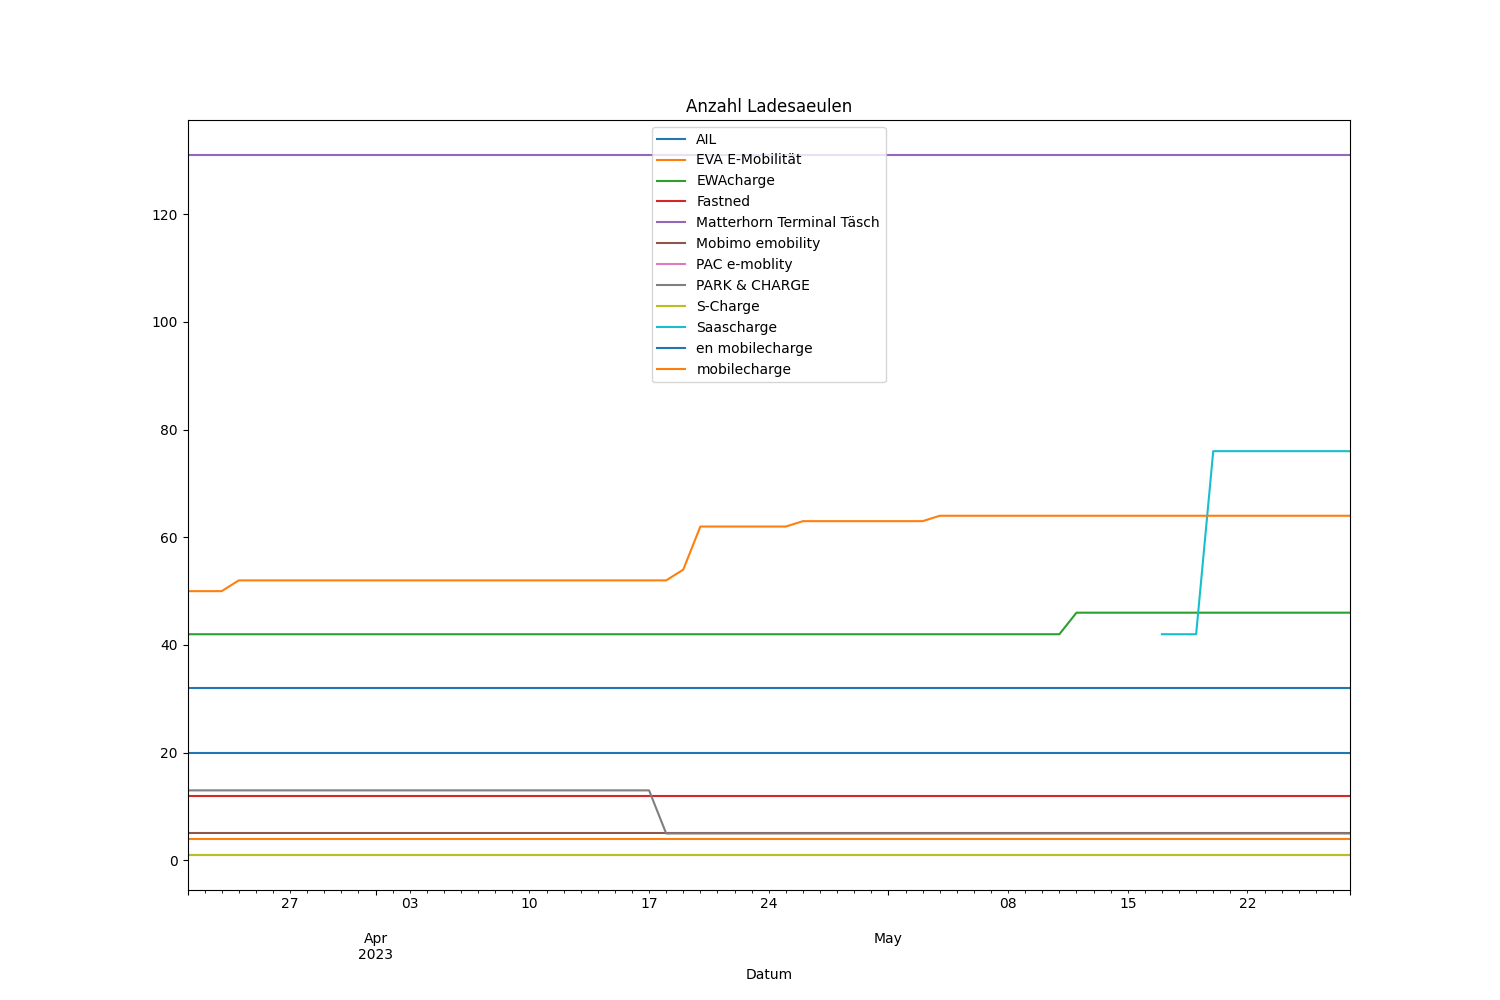 Anzahl Ladesaeulen
AIL
EVA E-Mobilität
EWAcharge
Fastned
Matterhorn Terminal Täsch
Mobimo emobility
PAC e-moblity
PARK & CHARGE
S-Charge
Saascharge
en mobilecharge
mobilecharge
120
100
80
60
40
20
0
27 03 10 17 24 08 15 22
Apr May
2023
Datum